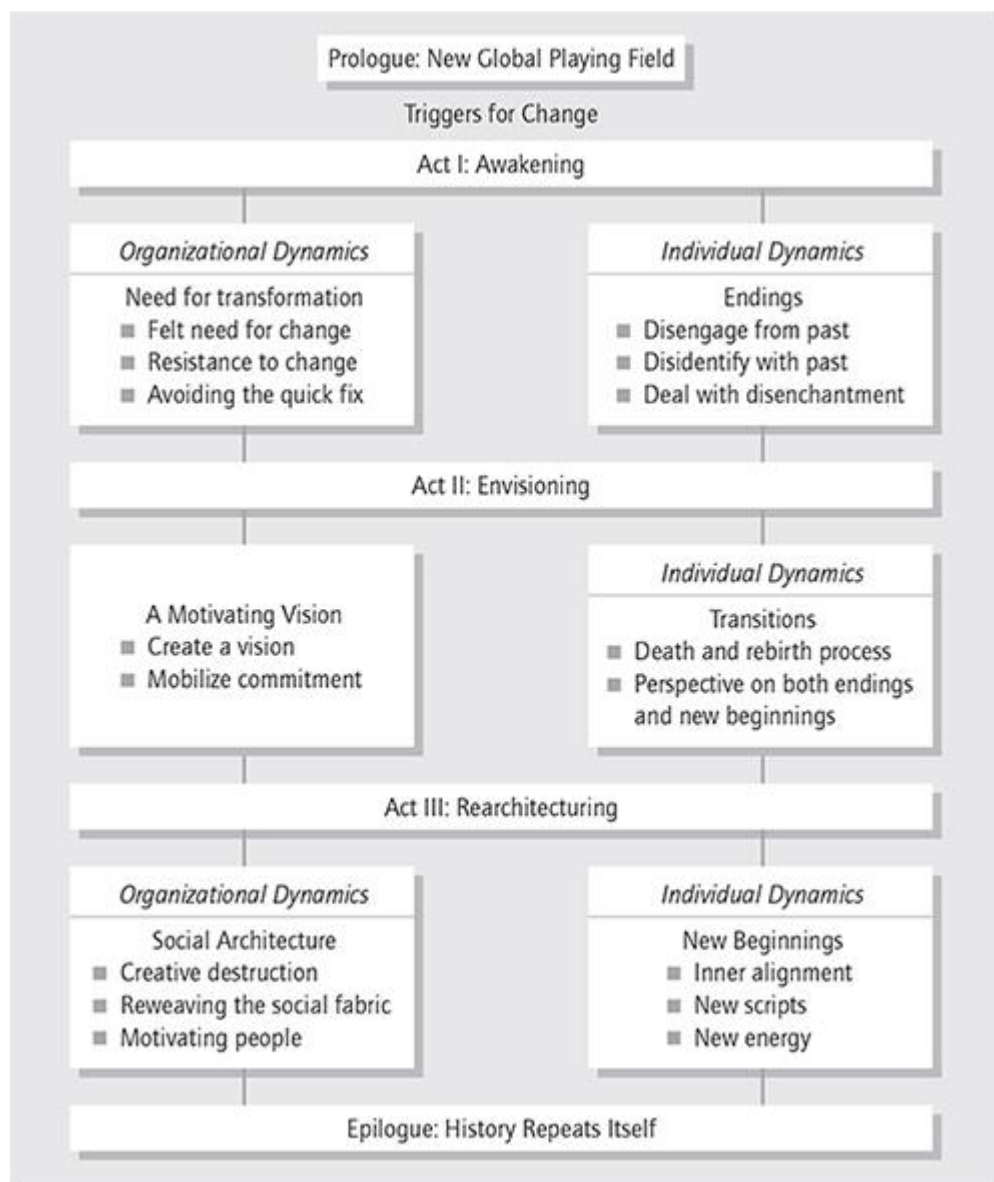 Prologue: New Global Playing Field
Triggers for Change
Act I: Awakening
Organizational Dynamics
Need for transformation
■ Felt need for change
■ Resistance to change
■ Avoiding the quick fix
Individual Dynamics
Endings
■ Disengage from past
■ Disidentify with past
■ Deal with disenchantment
Act II: Envisioning
A Motivating Vision
■ Create a vision
■ Mobilize commitment
Individual Dynamics
Transitions
■ Death and rebirth process
■ Perspective on both endings
and new beginnings
Act III: Rearchitecturing
Organizational Dynamics
Social Architecture
■ Creative destruction
■ Reweaving the social fabric
■ Motivating people
Individual Dynamics
New Beginnings
■ Inner alignment
■ New scripts
■ New energy
Epilogue: History Repeats Itself